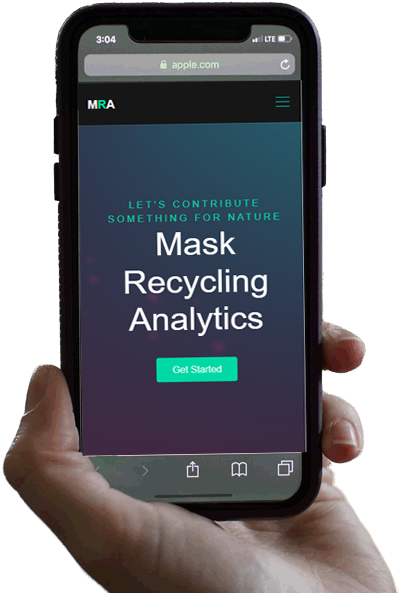 3:04
LTE
apple.com
MRA
LET'S CONTRIBUTE
SOMETHING FOR NATURE
Mask
Recycling
Analytics
Get Started